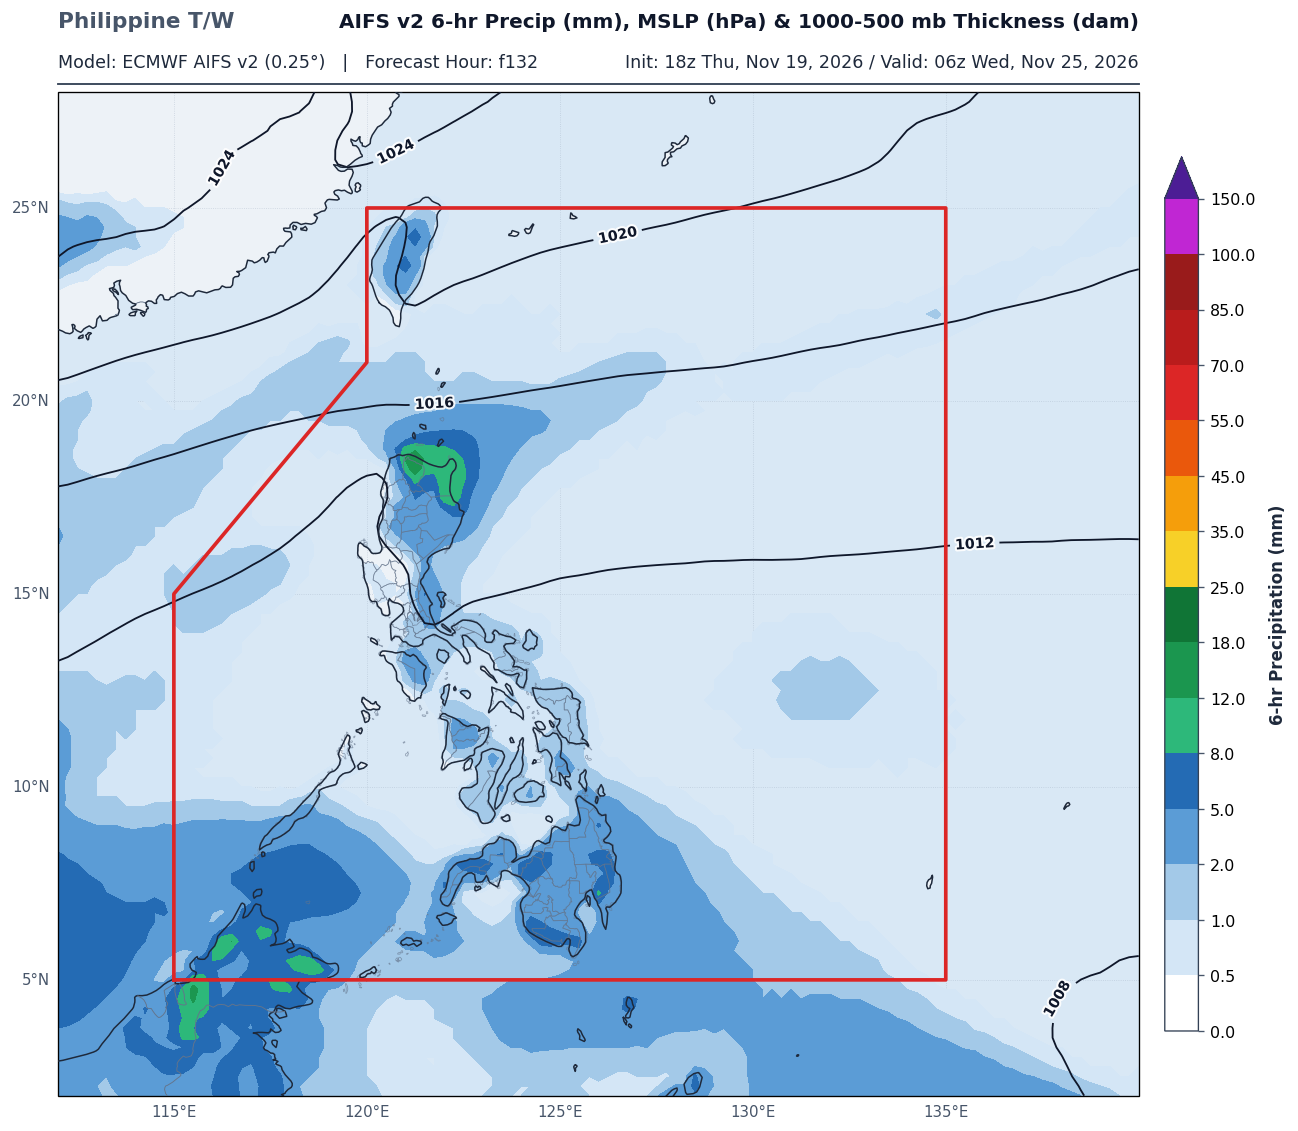 Philippine T/W
AIFS v2 6-hr Precip (mm), MSLP (hPa) & 1000-500 mb Thickness (dam)
Model: ECMWF AIFS v2 (0.25°) | Forecast Hour: f132
Init: 18z Thu, Nov 19, 2026 / Valid: 06z Wed, Nov 25, 2026
1024
1024
1020
1016
1012
1008
25°N
20°N
15°N
10°N
5°N
115°E
120°E
125°E
130°E
135°E
150.0
100.0
85.0
70.0
55.0
45.0
35.0
25.0
18.0
12.0
8.0
5.0
2.0
1.0
0.5
0.0
6-hr Precipitation (mm)